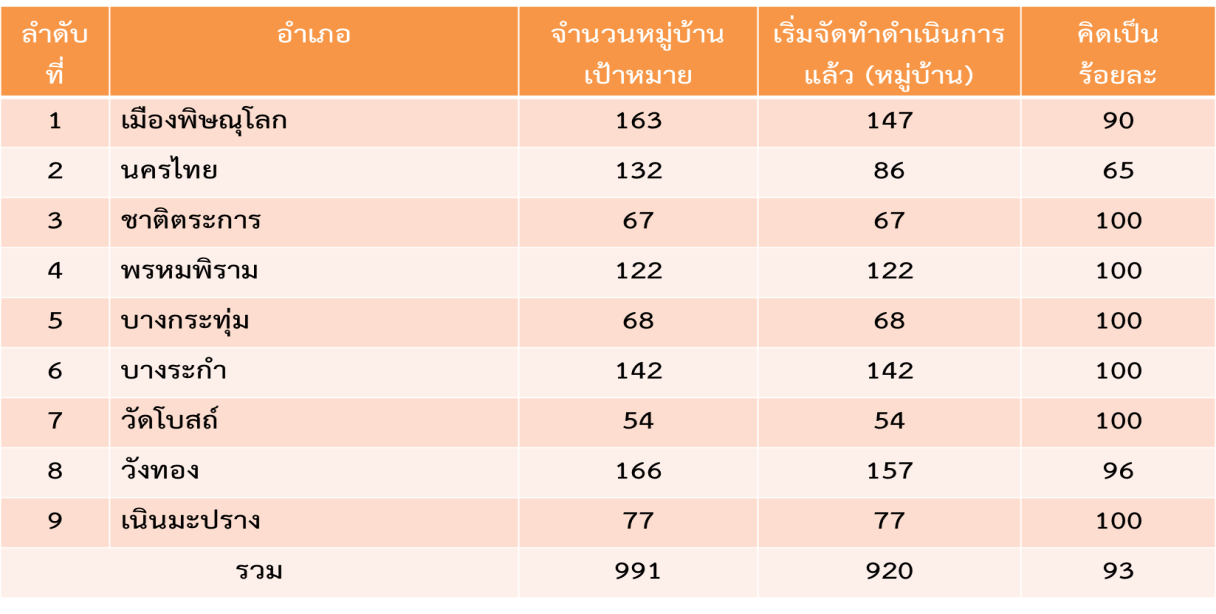 ลำดับ
ที่
อำเภอ
จำนวนหมู่บ้าน
เป้าหมาย
เริ่มจัดทำดำเนินการ
แล้ว (หมู่บ้าน)
คิดเป็น
ร้อยละ
1 เมืองพิษณุโลก 163 147 90
2 นครไทย 132 86 65
3 ชาติตระการ 67 67 100
4 พรหมพิราม 122 122 100
5 บางกระทุ่ม 68 68 100
6 บางระกำ 142 142 100
7 วัดโบสถ์ 54 54 100
8 วังทอง 166 157 96
9 เนินมะปราง 77 77 100
รวม 991 920 93